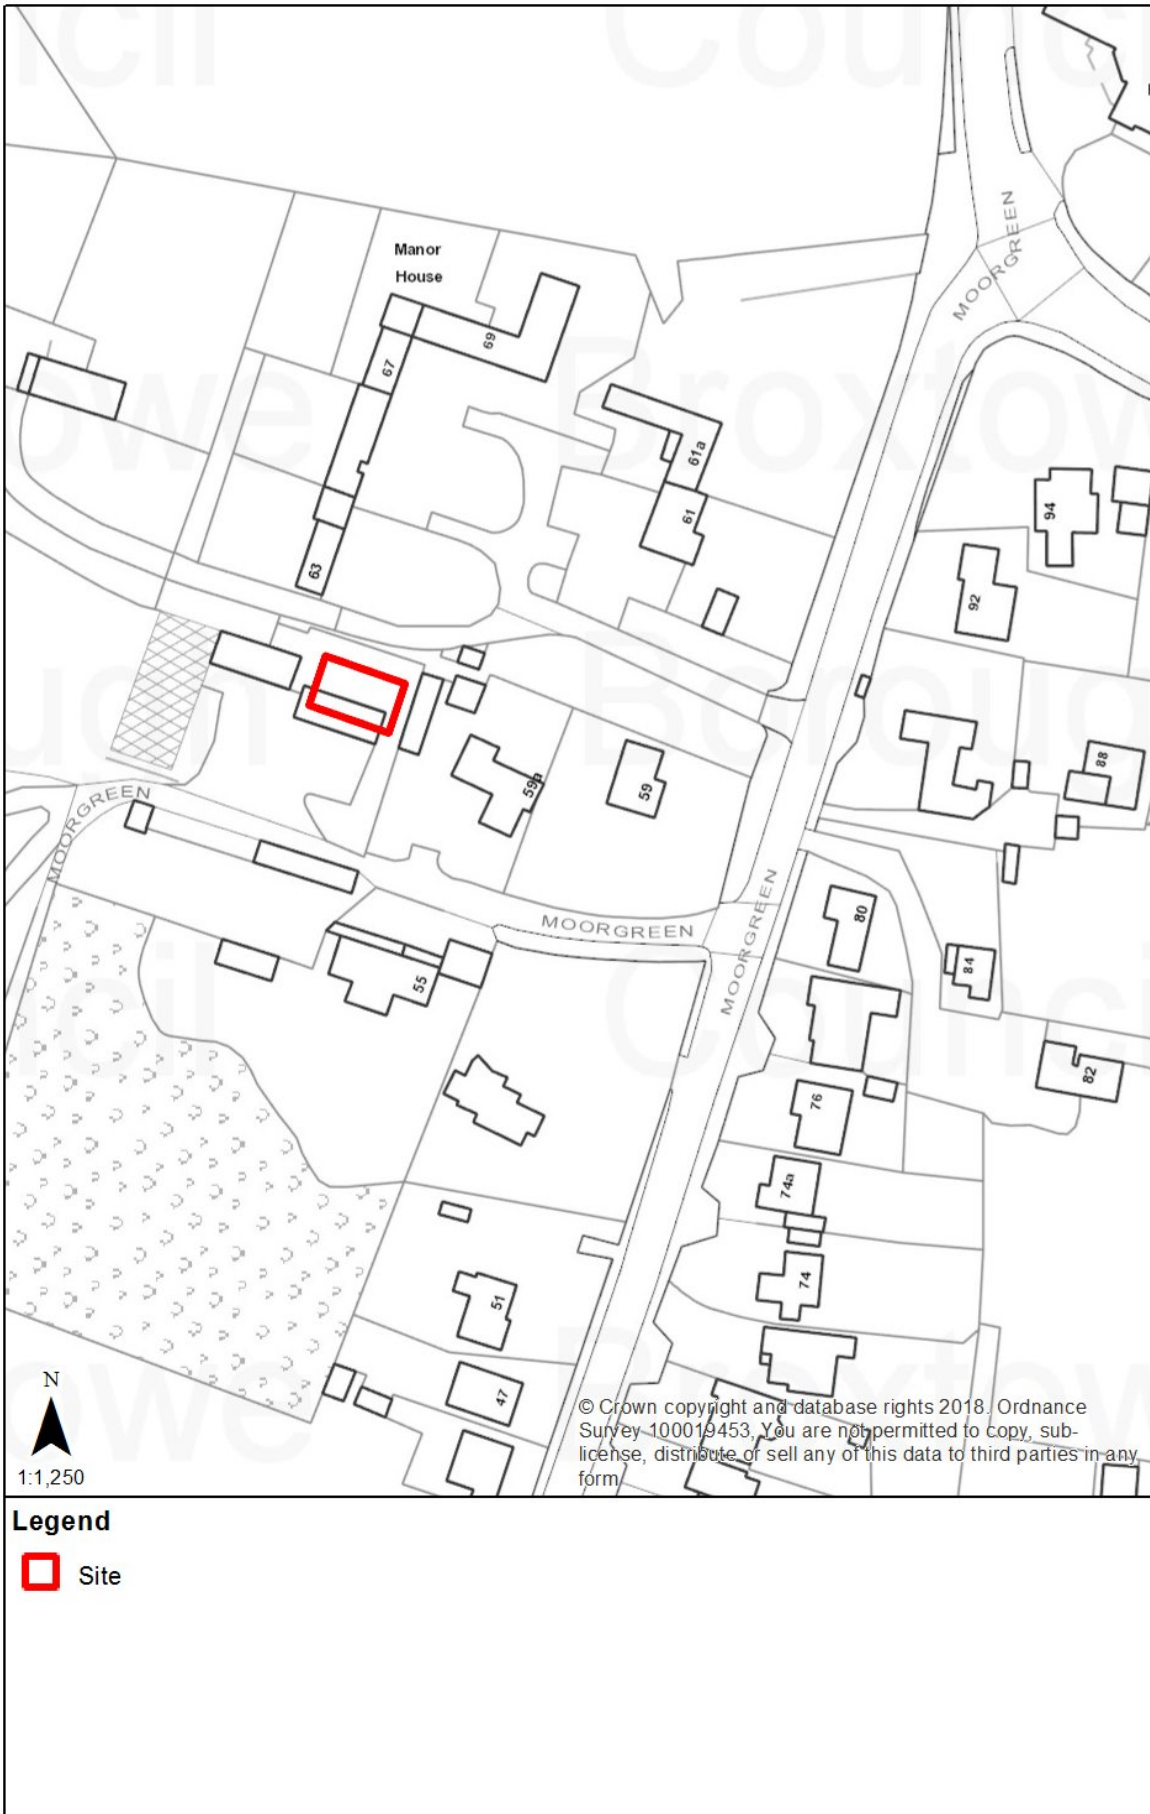 MOORGREEN
Manor
House
69
67
61a
61
94
63
92
88
59a
59
MOORGREEN
80
MOORGREEN
MOORGREEN
84
55
82
76
74a
74
51
47
N
1:1,250
© Crown copyright and database rights 2018. Ordnance
Survey 100019453, You are not permitted to copy, sub-
license, distribute or sell any of this data to third parties in any
form.
Legend
Site
Broxtowe
Borough
Council